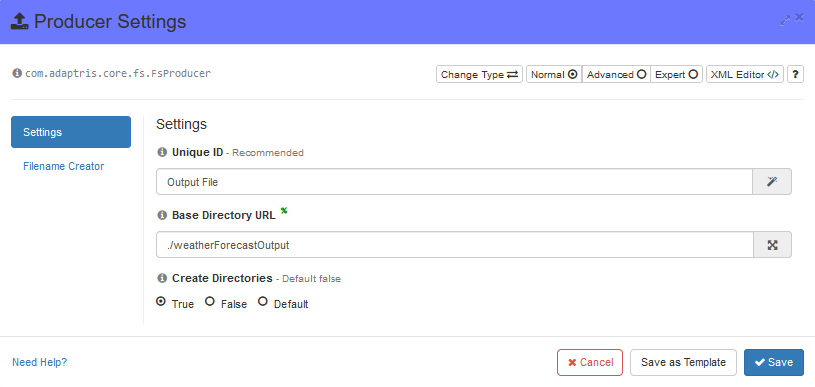 Producer Settings
com.adaptris.core.fs.FsProducer
Change Type
Normal
Advanced
Expert
XML Editor </>
?
Settings
Filename Creator
Settings
Unique ID - Recommended
Output File
Base Directory URL %
./weatherForecastOutput
Create Directories - Default false
True False Default
Need Help?
Cancel
Save as Template
Save